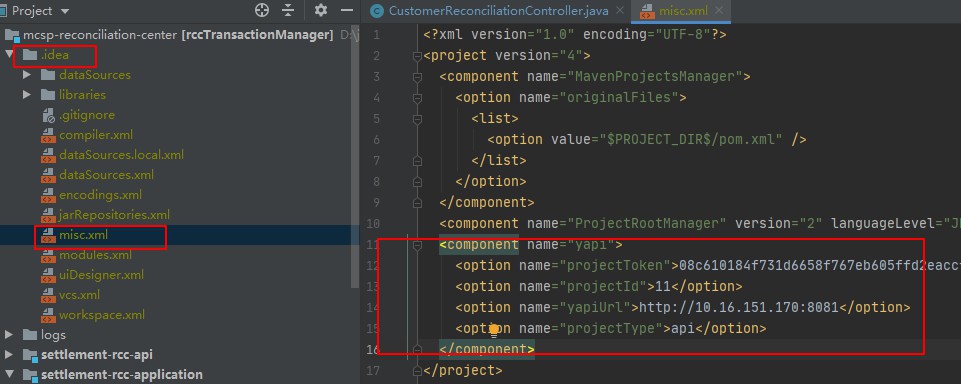 Project
mcsp-reconciliation-center [rccTransactionManager] D:\
.idea
dataSources
libraries
.gitignore
compiler.xml
dataSources.local.xml
dataSources.xml
encodings.xml
jarRepositories.xml
misc.xml
modules.xml
uiDesigner.xml
vcs.xml
workspace.xml
logs
settlement-rcc-api
settlement-rcc-application
CustomerReconciliationController.java
misc.xml
1 <?xml version="1.0" encoding="UTF-8"?>
2 <project version="4">
3 <component name="MavenProjectsManager">
4 <option name="originalFiles">
5 <list>
6 <option value="$PROJECT_DIR$/pom.xml" />
7 </list>
8 </option>
9 </component>
10 <component name="ProjectRootManager" version="2" languageLevel="J
11 <component name="yapi">
12 <option name="projectToken">08c610184f731d6658f767eb605ffd2eacc
13 <option name="projectId">11</option>
14 <option name="yapiUrl">http://10.16.151.170:8081</option>
15 <option name="projectType">api</option>
16 </component>
17 </project>